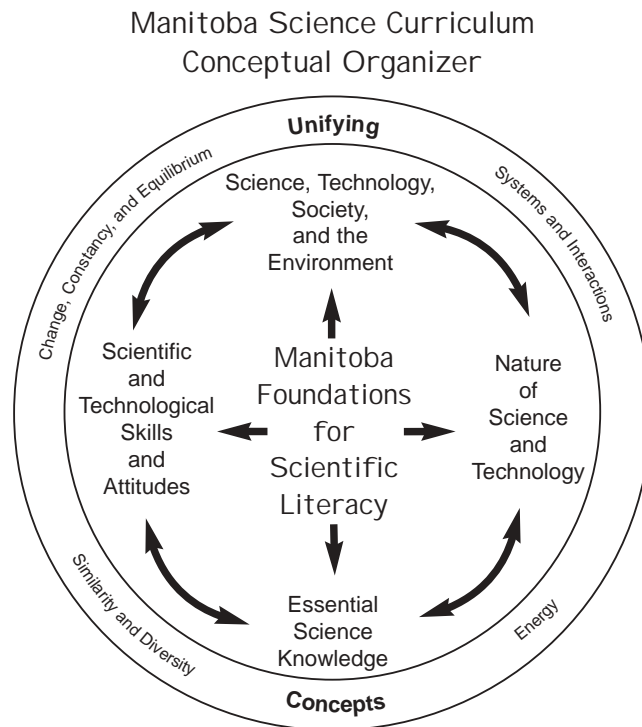 Manitoba Science Curriculum
Conceptual Organizer
Unifying
Change, Constancy, and Equilibrium
Systems and Interactions
Science, Technology,
Society,
and the
Environment
Scientific
and
Technological
Skills
and
Attitudes
Manitoba
Foundations
for
Scientific
Literacy
Nature
of
Science
and
Technology
Essential
Science
Knowledge
Similarity and Diversity
Energy
Concepts